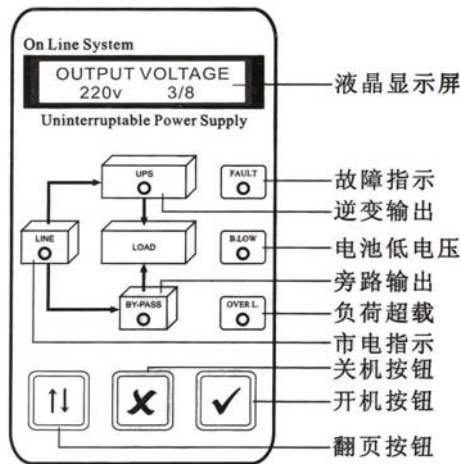 On Line System
OUTPUT VOLTAGE
220v 3/8
Uninterruptable Power Supply
液晶显示屏
UPS
FAULT
故障指示
逆变输出
LINE
LOAD
B.LOW
电池低电压
旁路输出
BY-PASS
OVER L.
负荷超载
市电指示
关机按钮
开机按钮
翻页按钮